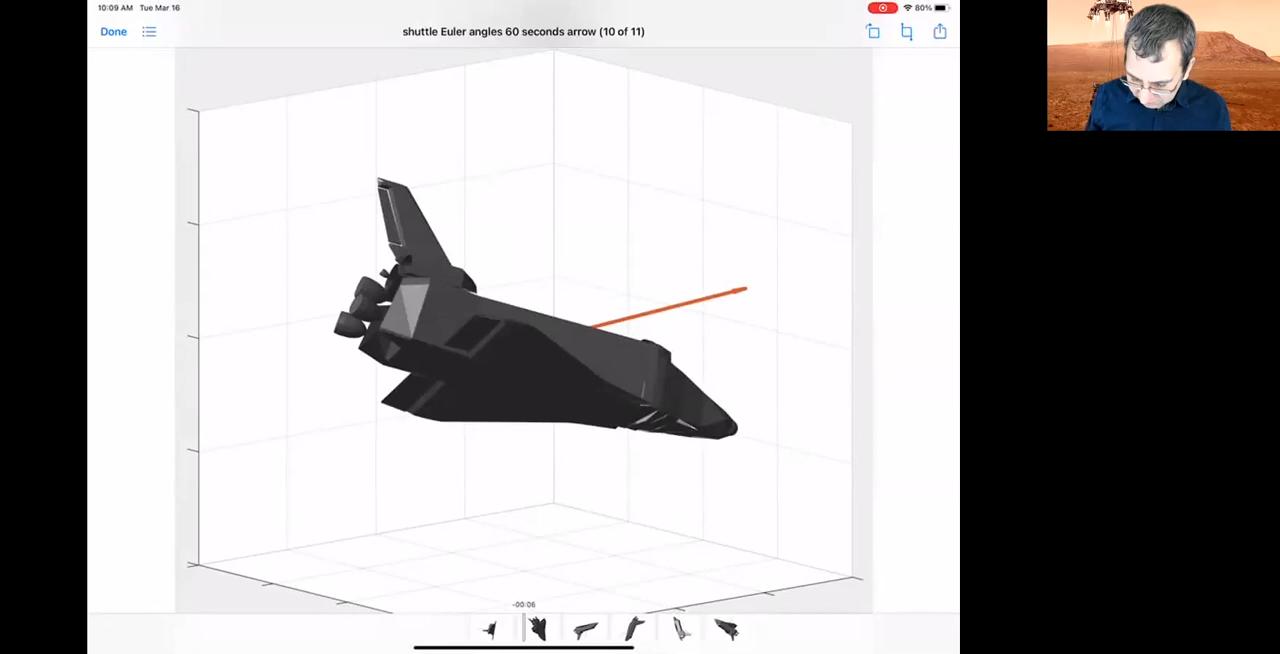 10:09 AM Tue Mar 16
80%
Done
shuttle Euler angles 60 seconds arrow (10 of 11)
-00:06